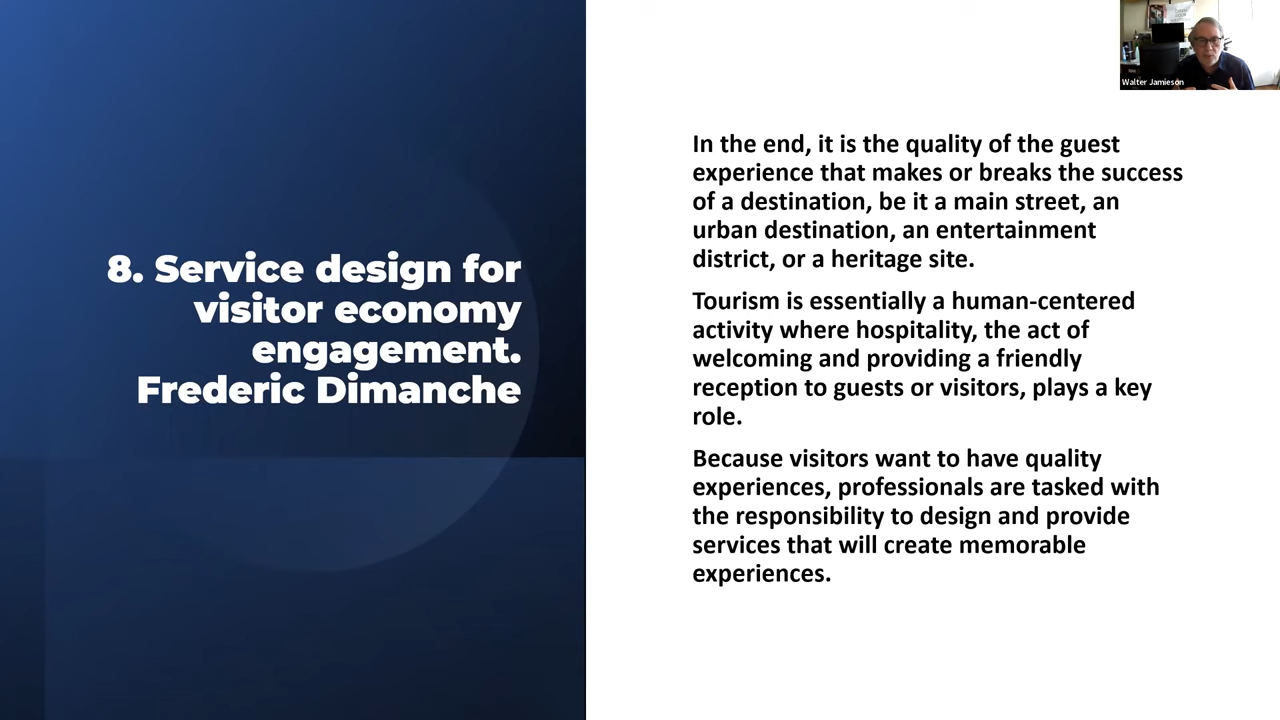 Walter Jamieson
8. Service design for
visitor economy
engagement.
Frederic Dimanche
In the end, it is the quality of the guest
experience that makes or breaks the success
of a destination, be it a main street, an
urban destination, an entertainment
district, or a heritage site.
Tourism is essentially a human-centered
activity where hospitality, the act of
welcoming and providing a friendly
reception to guests or visitors, plays a key
role.
Because visitors want to have quality
experiences, professionals are tasked with
the responsibility to design and provide
services that will create memorable
experiences.